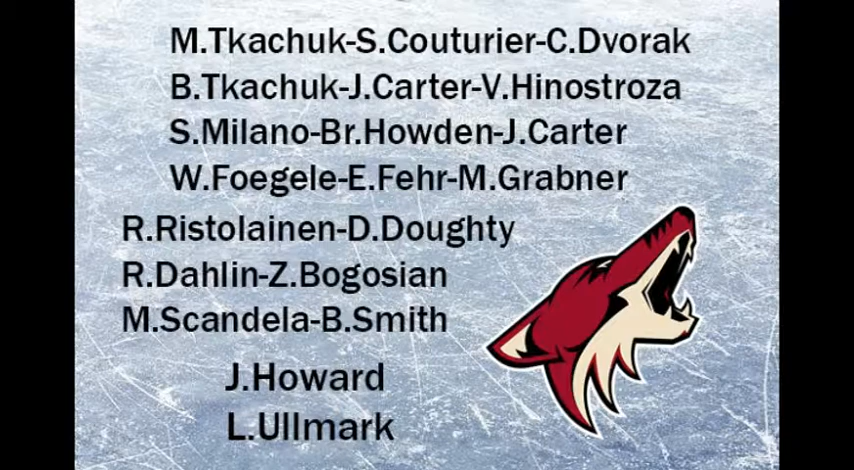 M.Tkachuk-S.Couturier-C.Dvorak
B.Tkachuk-J.Carter-V.Hinostroza
S.Milano-Br.Howden-J.Carter
W.Foegele-E.Fehr-M.Grabner
R.Ristolainen-D.Doughty
R.Dahlin-Z.Bogosian
M.Scandela-B.Smith
J.Howard
L.Ullmark